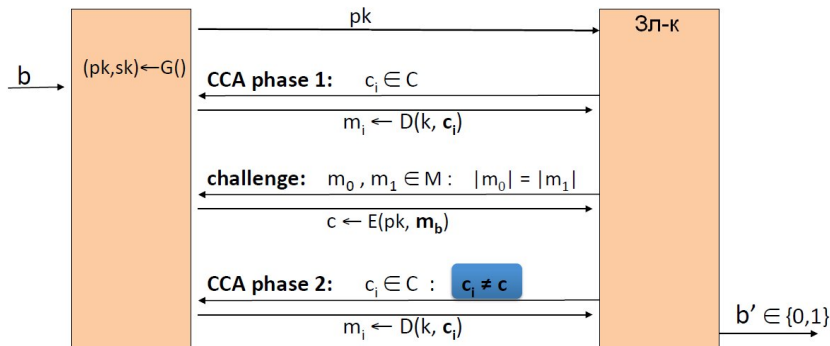 pk
Зл-к
(pk,sk)←G()
b
CCA phase 1: cᵢ ∈ C
mᵢ ← D(k, cᵢ)
challenge: m₀ , m₁ ∈ M : |m₀| = |m₁|
c ← E(pk, m_b)
CCA phase 2: cᵢ ∈ C : cᵢ ≠ c
mᵢ ← D(k, cᵢ)
b’ ∈ {0,1}